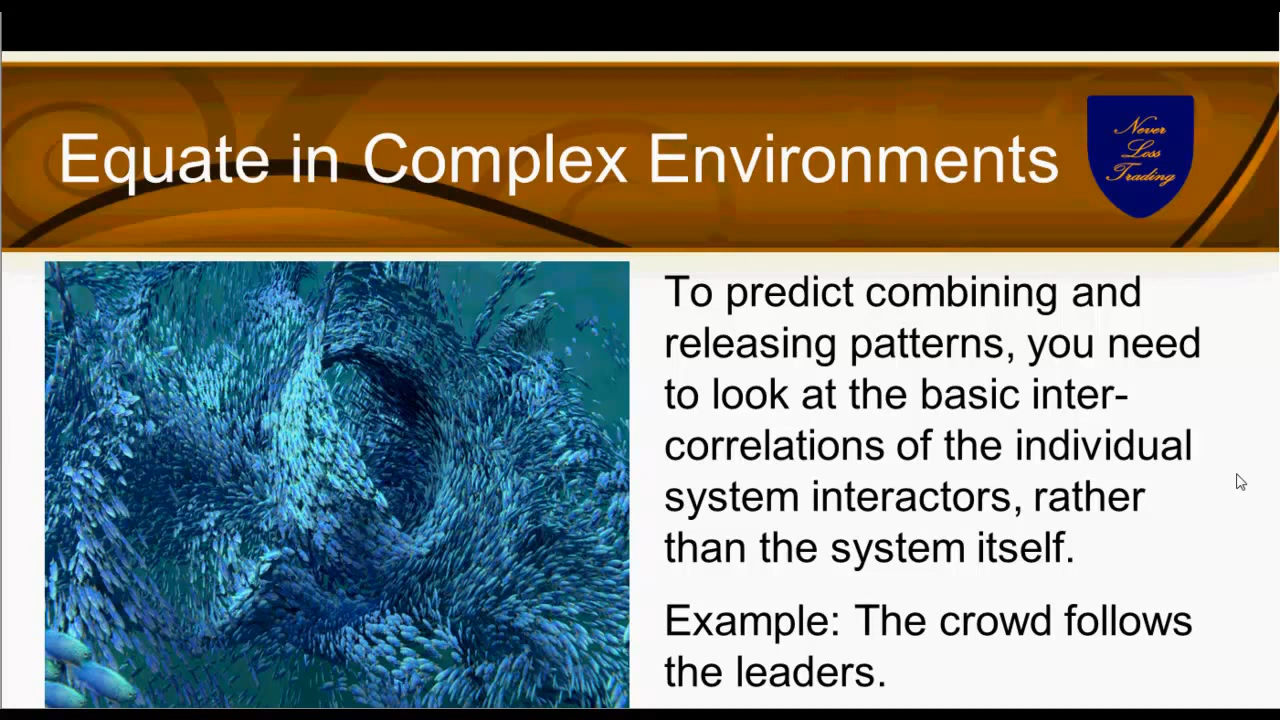 Equate in Complex Environments
Never
Loss
Trading
To predict combining and
releasing patterns, you need
to look at the basic inter-
correlations of the individual
system interactors, rather
than the system itself.
Example: The crowd follows
the leaders.